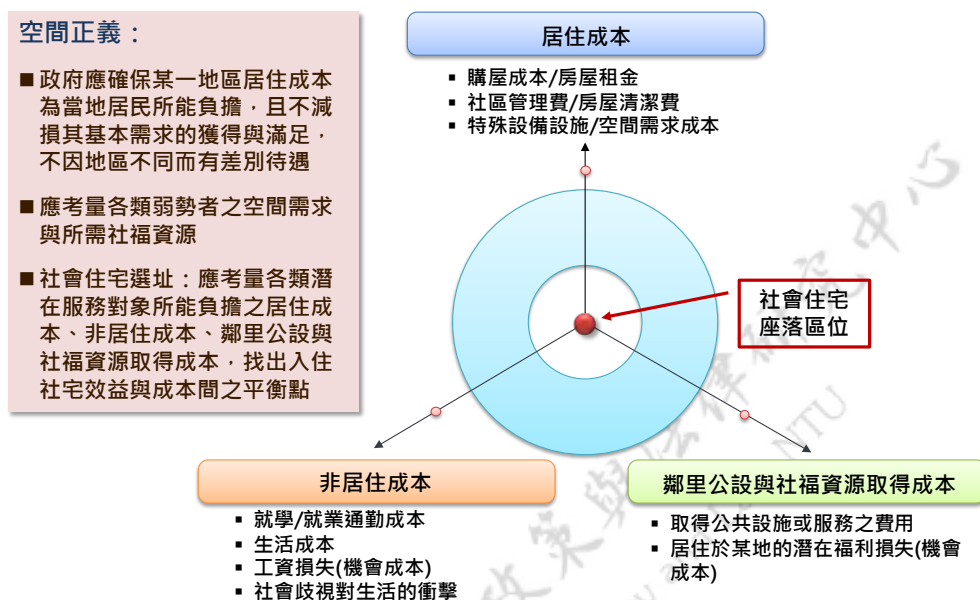 空間正義：
■ 政府應確保某一地區居住成本
為當地居民所能負擔，且不減
損其基本需求的獲得與滿足，
不因地區不同而有差別待遇
■ 應考量各類弱勢者之空間需求
與所需社福資源
■ 社會住宅選址：應考量各類潛
在服務對象所能負擔之居住成
本、非居住成本、鄰里公設與
社福資源取得成本，找出入住
社宅效益與成本間之平衡點
居住成本
▪ 購屋成本/房屋租金
▪ 社區管理費/房屋清潔費
▪ 特殊設備設施/空間需求成本
社會住宅
座落區位
非居住成本
▪ 就學/就業通勤成本
▪ 生活成本
▪ 工資損失(機會成本)
▪ 社會歧視對生活的衝擊
鄰里公設與社福資源取得成本
▪ 取得公共設施或服務之費用
▪ 居住於某地的潛在福利損失(機會
成本)
政策與法律研究中心
NTU